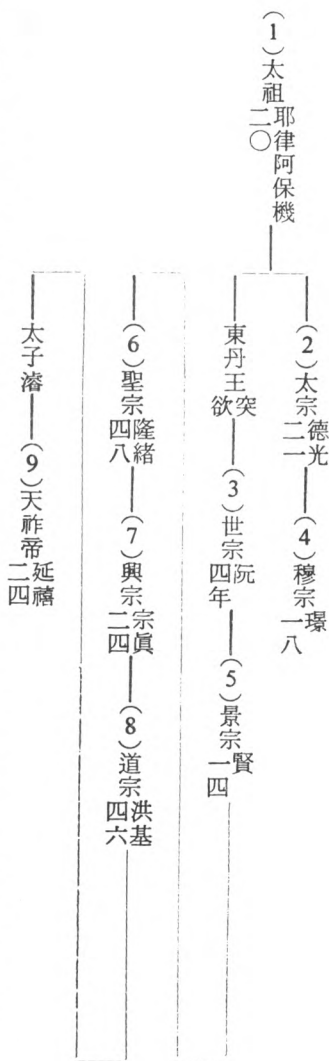 (1)太祖耶律阿保機
二〇
(2)太宗德光
二一
(4)穆宗璟
一八
東丹王突
欲
(3)世宗阮
四年
(5)景宗賢
一四
(6)聖宗隆緒
四八
(7)興宗宗眞
二四
(8)道宗洪基
四六
太子濬
(9)天祚帝延禧
二四